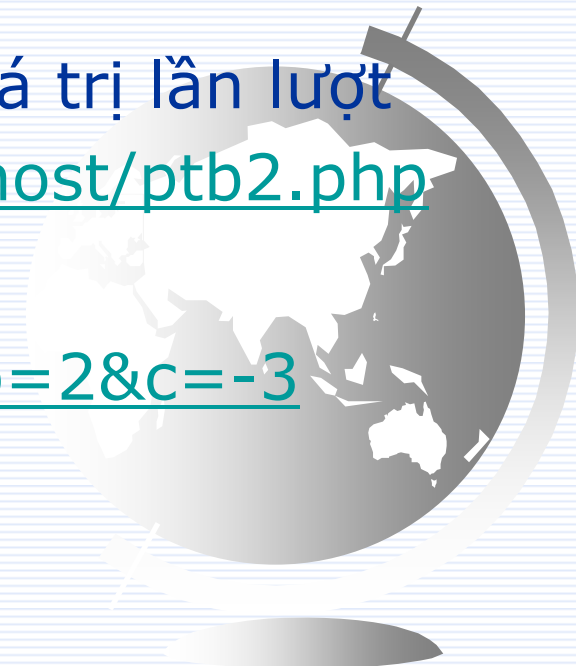 á trị lần lượt
host/ptb2.php
=2&c=-3